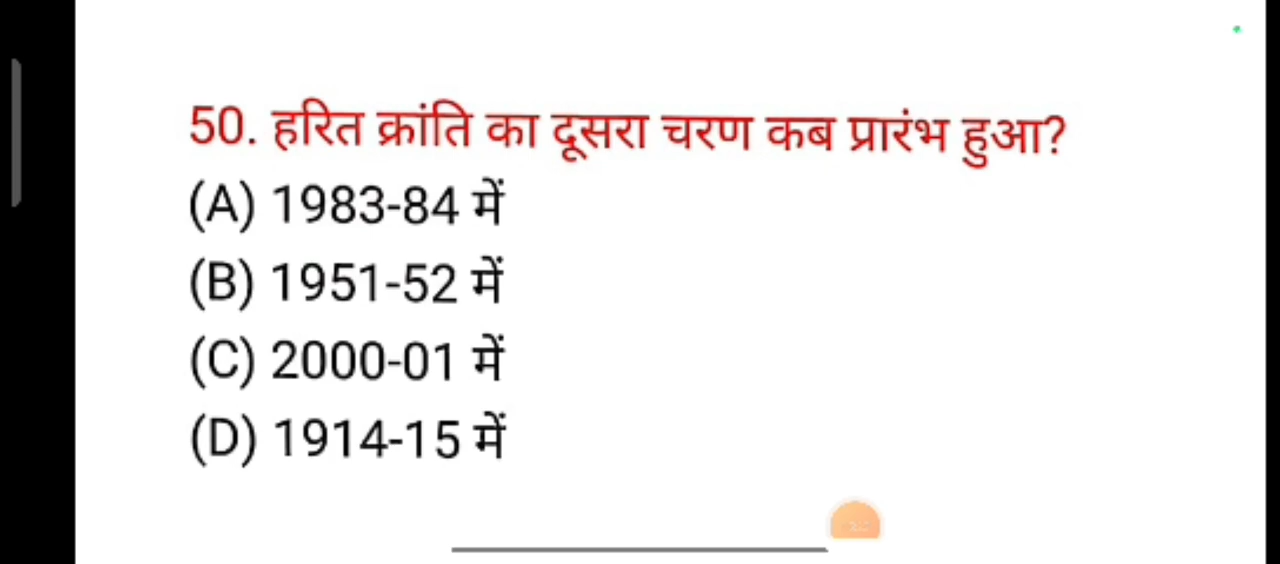 50. हरित क्रांति का दूसरा चरण कब प्रारंभ हुआ?
(A) 1983-84 में
(B) 1951-52 में
(C) 2000-01 में
(D) 1914-15 में